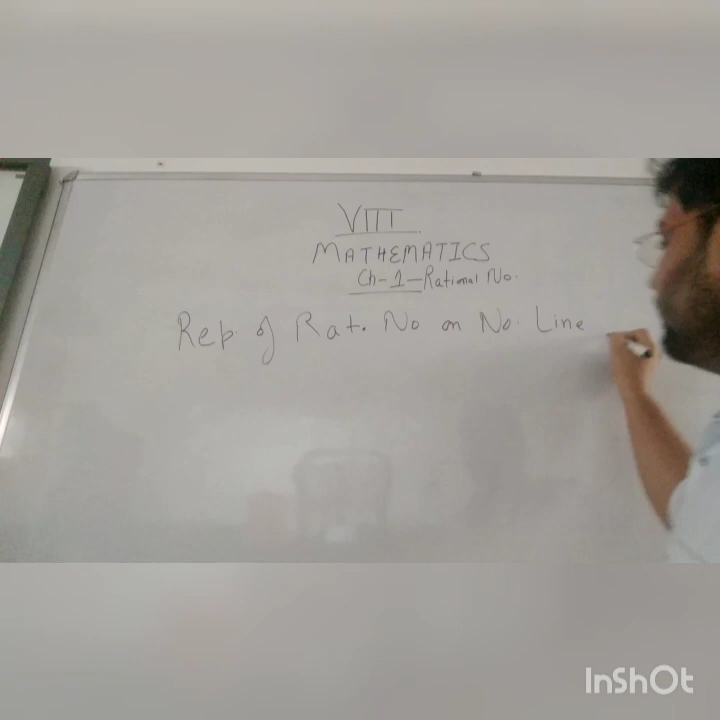 VIII
MATHEMATICS
Ch-1-Rational No.
Rep. of Rat. No on No. Line
InShOt